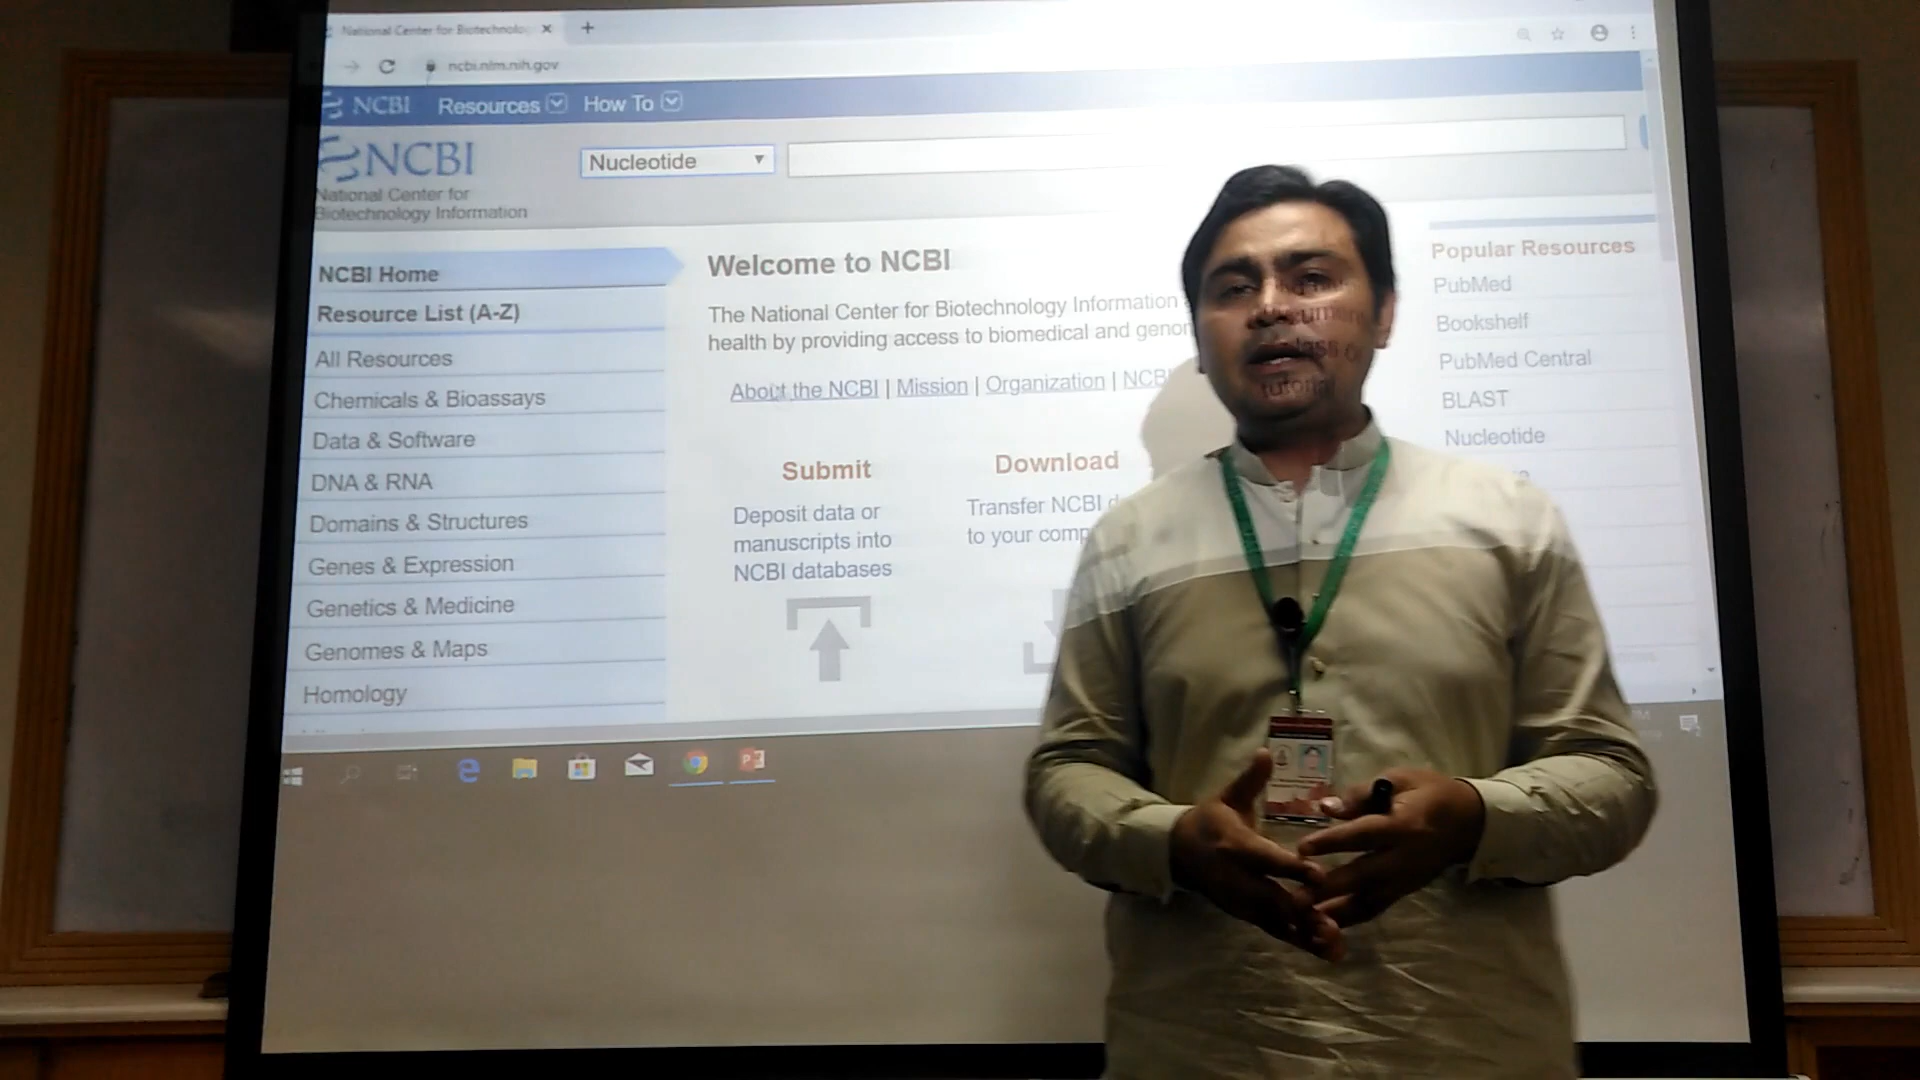 National Center for Biotechnolo
ncbi.nlm.nih.gov
NCBI Resources How To
NCBI
National Center for
Biotechnology Information
Nucleotide
NCBI Home
Resource List (A-Z)
All Resources
Chemicals & Bioassays
Data & Software
DNA & RNA
Domains & Structures
Genes & Expression
Genetics & Medicine
Genomes & Maps
Homology
Welcome to NCBI
The National Center for Biotechnology Information
health by providing access to biomedical and genom
About the NCBI | Mission | Organization | NCBI
Submit
Deposit data or
manuscripts into
NCBI databases
Download
Transfer NCBI d
to your comp
tutorial
Popular Resources
PubMed
Bookshelf
PubMed Central
BLAST
Nucleotide